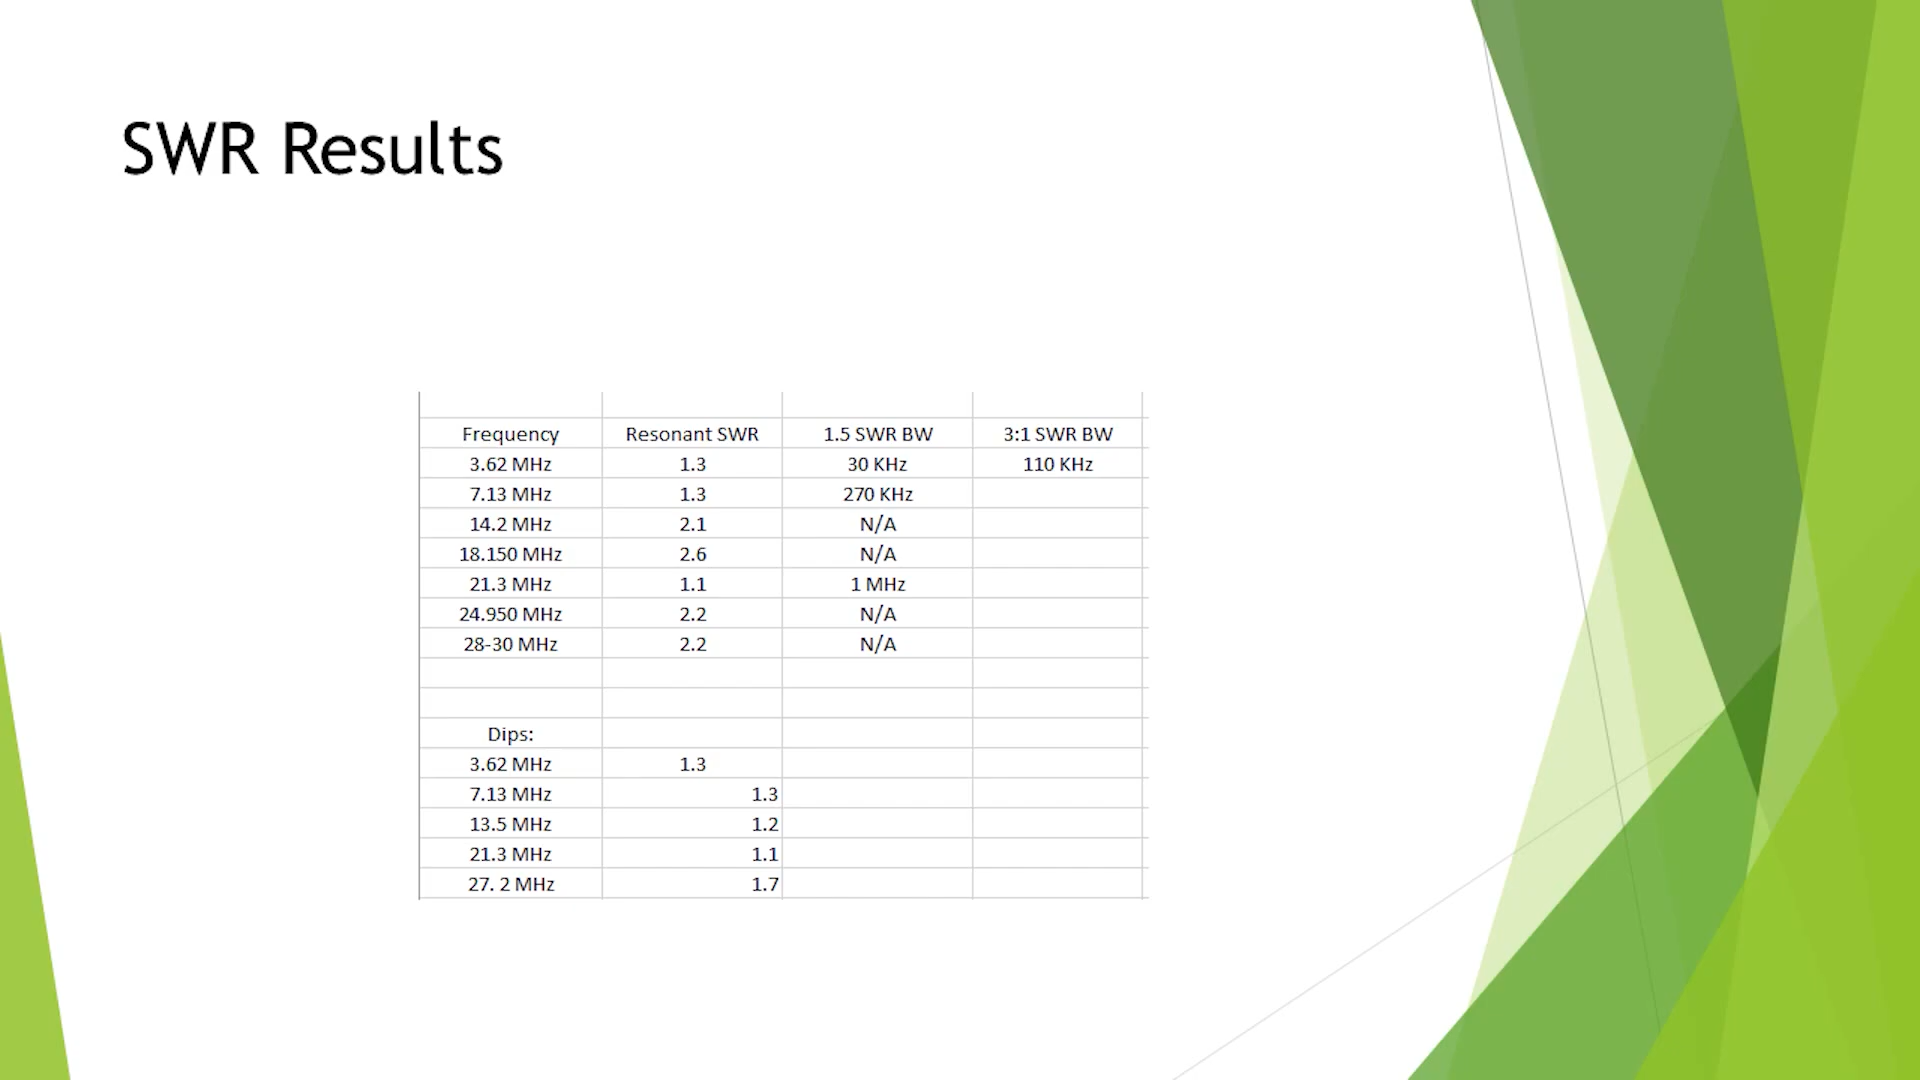 SWR Results
Frequency Resonant SWR 1.5 SWR BW 3:1 SWR BW
3.62 MHz 1.3 30 KHz 110 KHz
7.13 MHz 1.3 270 KHz
14.2 MHz 2.1 N/A
18.150 MHz 2.6 N/A
21.3 MHz 1.1 1 MHz
24.950 MHz 2.2 N/A
28-30 MHz 2.2 N/A
Dips:
3.62 MHz 1.3
7.13 MHz 1.3
13.5 MHz 1.2
21.3 MHz 1.1
27. 2 MHz 1.7